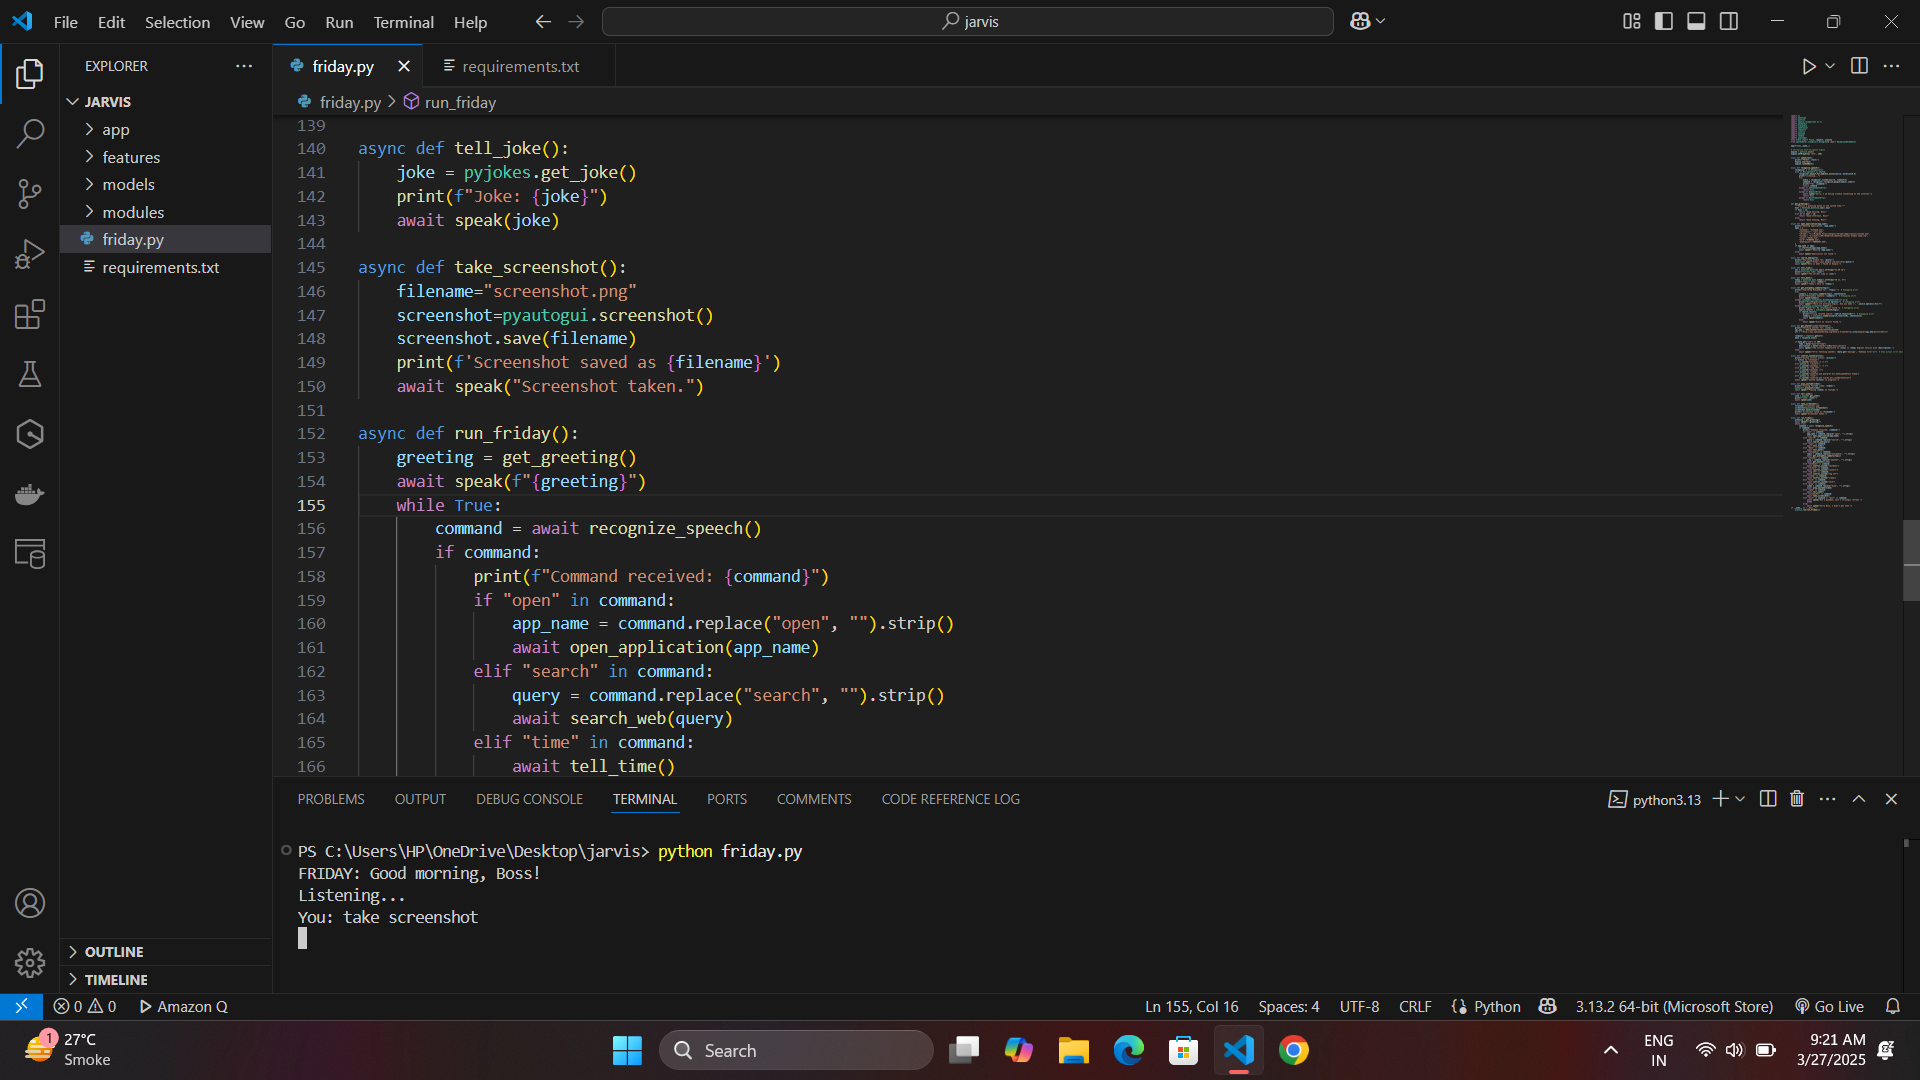 File Edit Selection View Go Run Terminal Help
jarvis
EXPLORER
JARVIS
app
features
models
modules
friday.py
requirements.txt
OUTLINE
TIMELINE
friday.py
requirements.txt
friday.py > run_friday
139
140 async def tell_joke():
141 joke = pyjokes.get_joke()
142 print(f"Joke: {joke}")
143 await speak(joke)
144
145 async def take_screenshot():
146 filename="screenshot.png"
147 screenshot=pyautogui.screenshot()
148 screenshot.save(filename)
149 print(f'Screenshot saved as {filename}')
150 await speak("Screenshot taken.")
151
152 async def run_friday():
153 greeting = get_greeting()
154 await speak(f"{greeting}")
155 while True:
156 command = await recognize_speech()
157 if command:
158 print(f"Command received: {command}")
159 if "open" in command:
160 app_name = command.replace("open", "").strip()
161 await open_application(app_name)
162 elif "search" in command:
163 query = command.replace("search", "").strip()
164 await search_web(query)
165 elif "time" in command:
166 await tell_time()
PROBLEMS OUTPUT DEBUG CONSOLE TERMINAL PORTS COMMENTS CODE REFERENCE LOG
python3.13
PS C:\Users\HP\OneDrive\Desktop\jarvis> python friday.py
FRIDAY: Good morning, Boss!
Listening...
You: take screenshot
0 0 Amazon Q
Ln 155, Col 16 Spaces: 4 UTF-8 CRLF {} Python 3.13.2 64-bit (Microsoft Store) Go Live
1
27°C
Smoke
Search
ENG
IN
9:21 AM
3/27/2025